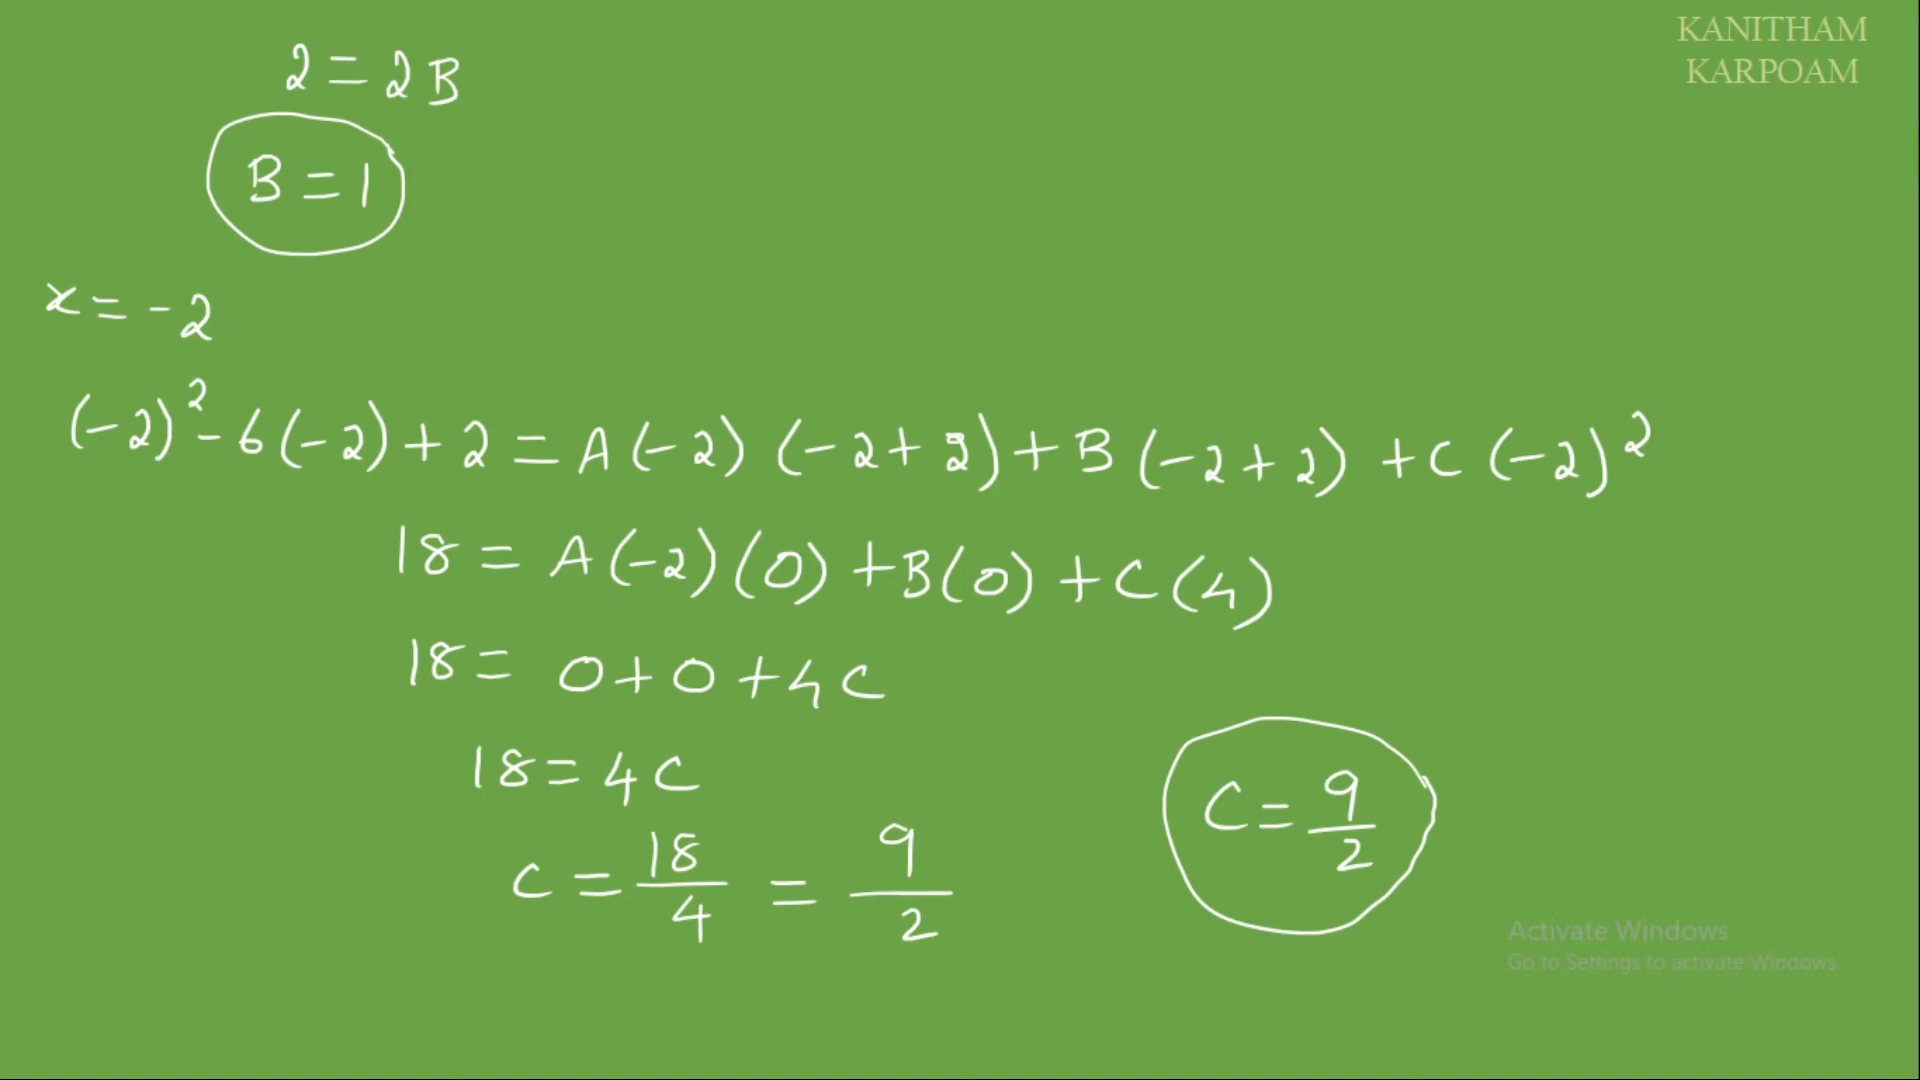 KANITHAM
KARPOAM
2 = 2B
B = 1
x = -2
(-2)² - 6(-2) + 2 = A(-2)(-2+2) + B(-2+2) + C(-2)²
18 = A(-2)(0) + B(0) + C(4)
18 = 0 + 0 + 4C
18 = 4C
C = 18/4 = 9/2
C = 9/2
Activate Windows
Go to Settings to activate Windows.